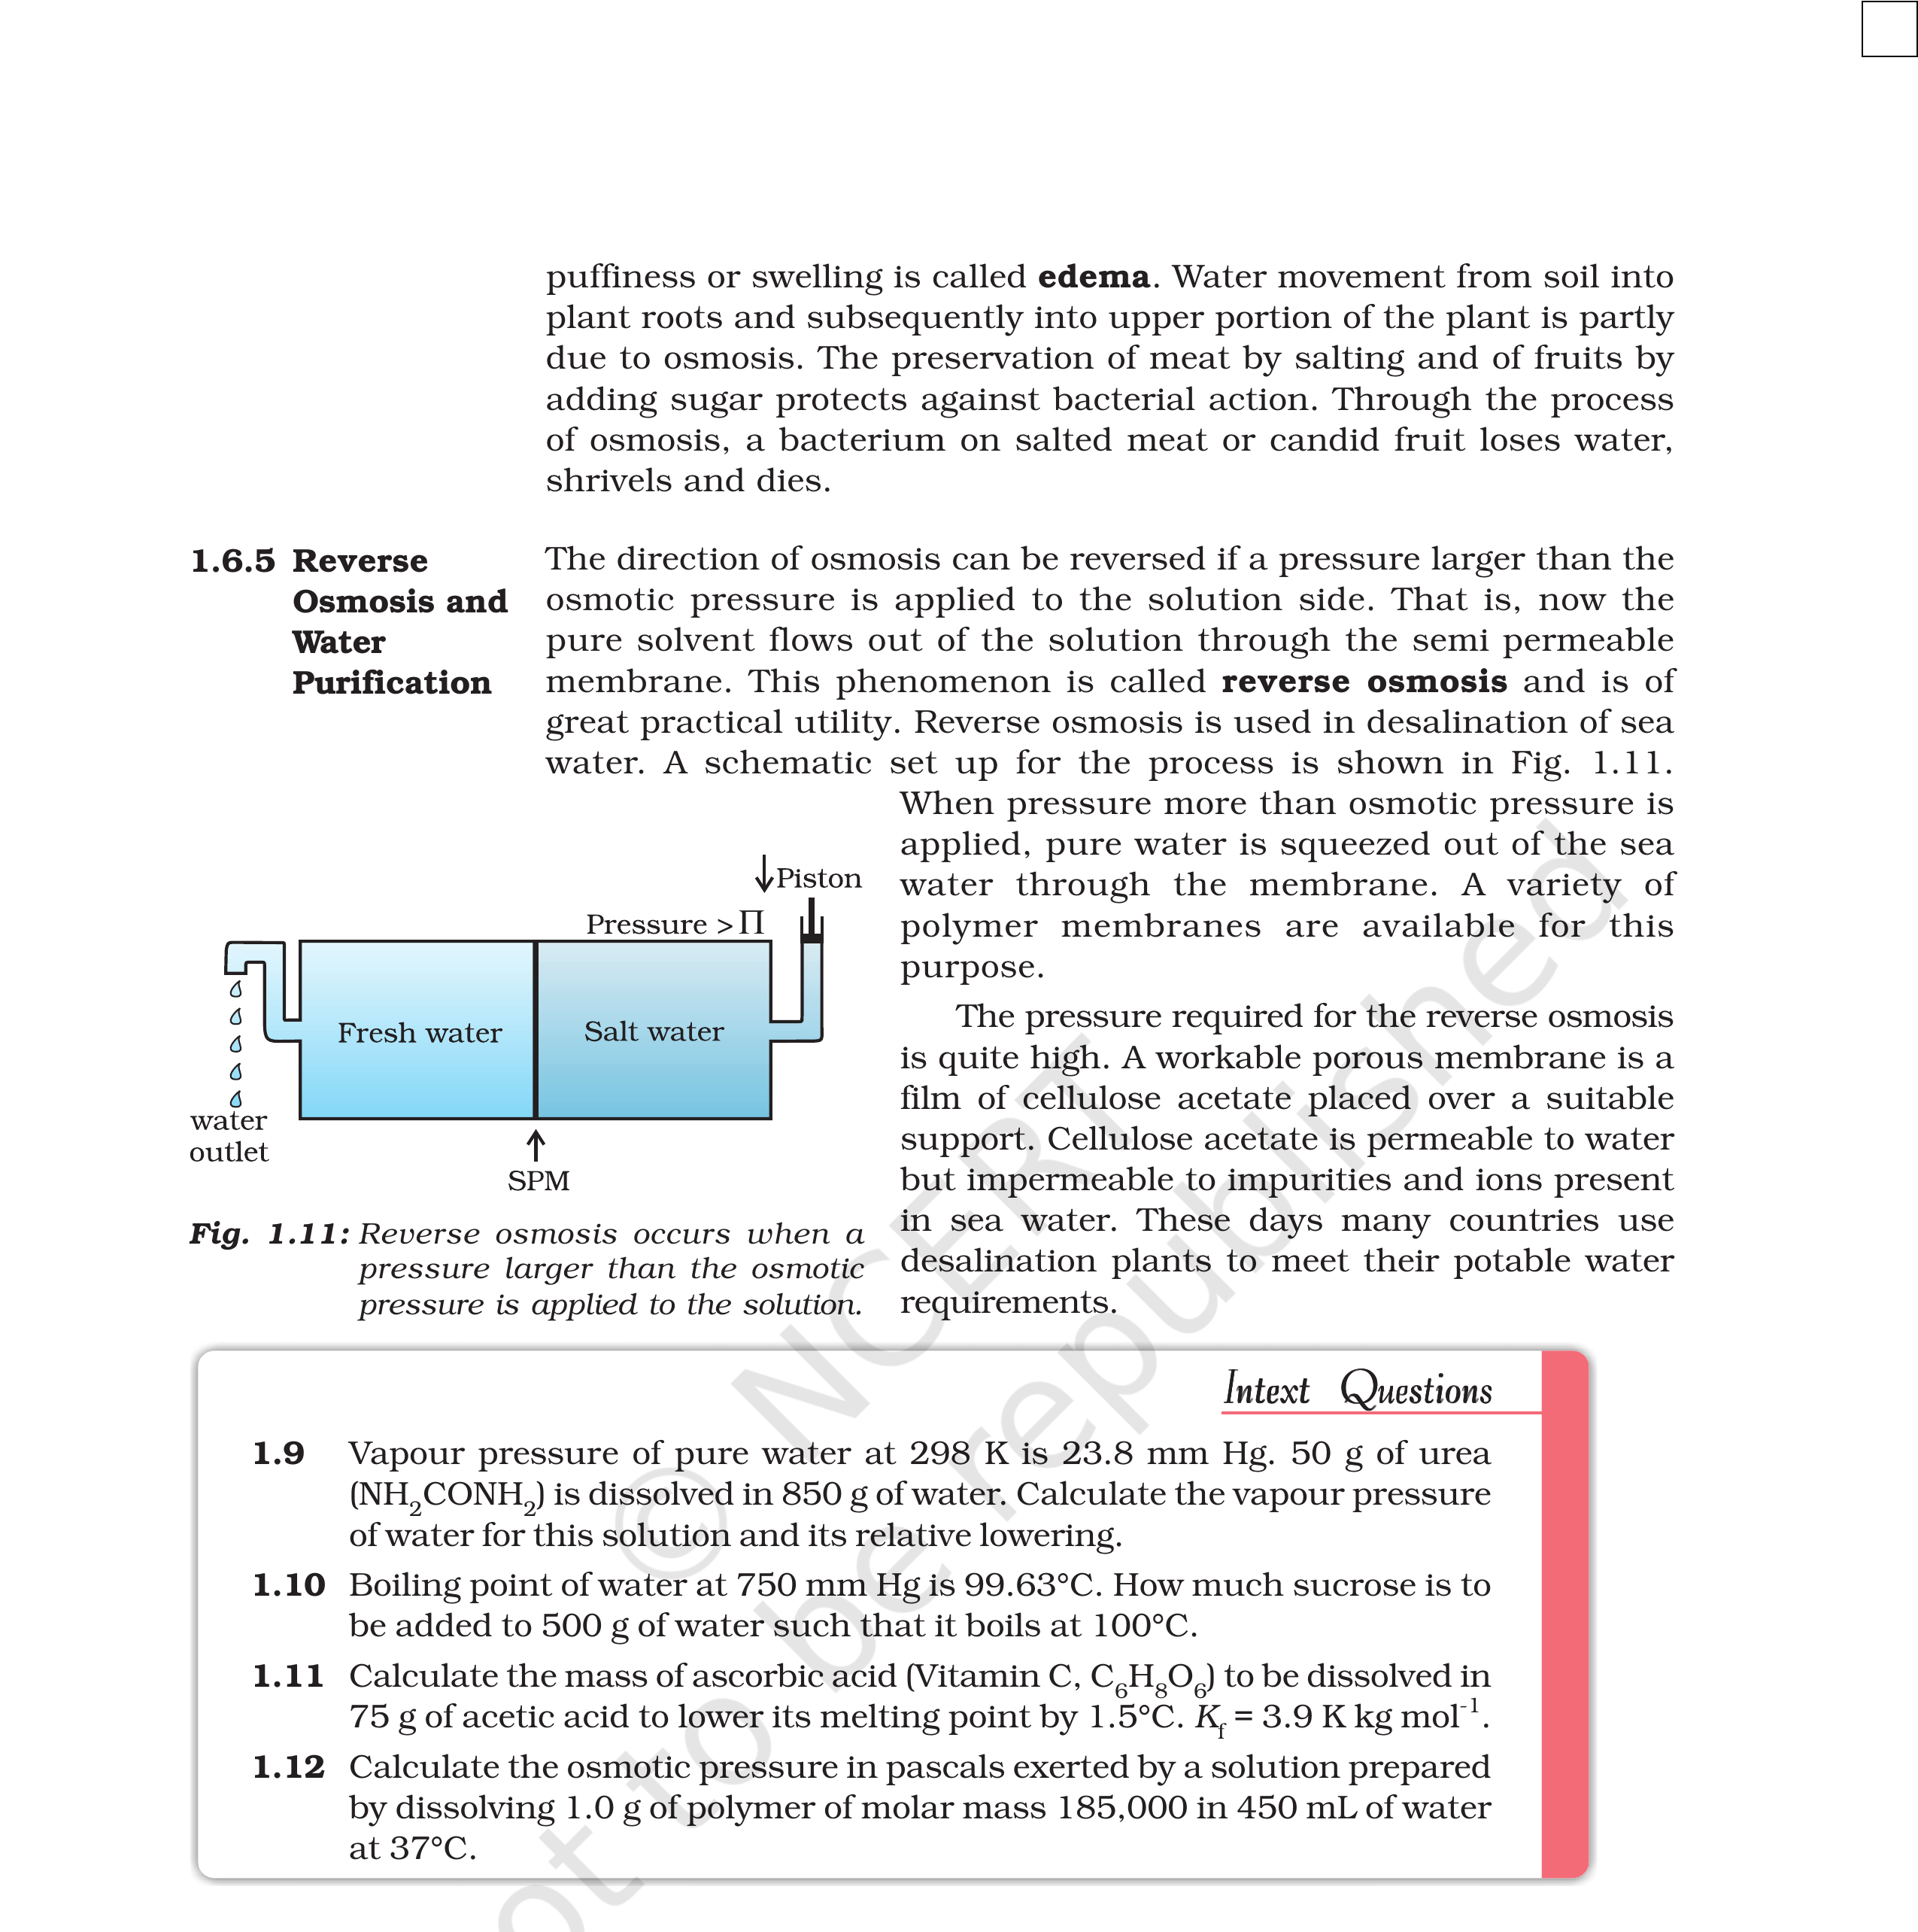 puffiness or swelling is called edema. Water movement from soil into
plant roots and subsequently into upper portion of the plant is partly
due to osmosis. The preservation of meat by salting and of fruits by
adding sugar protects against bacterial action. Through the process
of osmosis, a bacterium on salted meat or candid fruit loses water,
shrivels and dies.
1.6.5 Reverse
Osmosis and
Water
Purification
The direction of osmosis can be reversed if a pressure larger than the
osmotic pressure is applied to the solution side. That is, now the
pure solvent flows out of the solution through the semi permeable
membrane. This phenomenon is called reverse osmosis and is of
great practical utility. Reverse osmosis is used in desalination of sea
water. A schematic set up for the process is shown in Fig. 1.11.
When pressure more than osmotic pressure is
applied, pure water is squeezed out of the sea
water through the membrane. A variety of
polymer membranes are available for this
purpose.
The pressure required for the reverse osmosis
is quite high. A workable porous membrane is a
film of cellulose acetate placed over a suitable
support. Cellulose acetate is permeable to water
but impermeable to impurities and ions present
in sea water. These days many countries use
desalination plants to meet their potable water
requirements.
Piston
Pressure > Π
Fresh water
Salt water
water
outlet
SPM
Fig. 1.11: Reverse osmosis occurs when a
pressure larger than the osmotic
pressure is applied to the solution.
Intext Questions
1.9 Vapour pressure of pure water at 298 K is 23.8 mm Hg. 50 g of urea
(NH₂CONH₂) is dissolved in 850 g of water. Calculate the vapour pressure
of water for this solution and its relative lowering.
1.10 Boiling point of water at 750 mm Hg is 99.63°C. How much sucrose is to
be added to 500 g of water such that it boils at 100°C.
1.11 Calculate the mass of ascorbic acid (Vitamin C, C₆H₈O₆) to be dissolved in
75 g of acetic acid to lower its melting point by 1.5°C. K_f = 3.9 K kg mol⁻¹.
1.12 Calculate the osmotic pressure in pascals exerted by a solution prepared
by dissolving 1.0 g of polymer of molar mass 185,000 in 450 mL of water
at 37°C.
© NCERT
ot to be republished